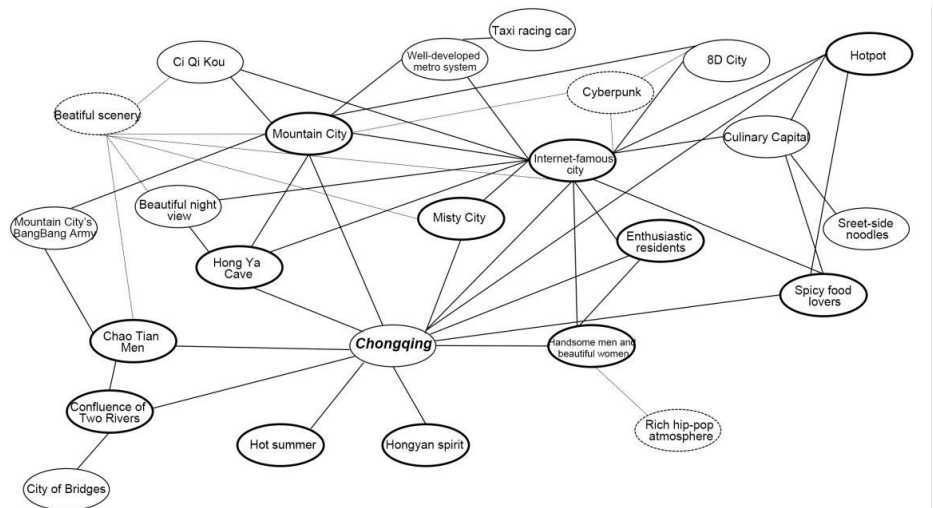 Taxi racing car
Ci Qi Kou
Well-developed
metro system
8D City
Hotpot
Cyberpunk
Beatiful scenery
Mountain City
Culinary Capital
Internet-famous
city
Beautiful night
view
Misty City
Mountain City's
BangBang Army
Sreet-side
noodles
Enthusiastic
residents
Hong Ya
Cave
Spicy food
lovers
Chao Tian
Men
Chongqing
Handsome men and
beautiful women
Confluence of
Two Rivers
Rich hip-pop
atmosphere
Hot summer
Hongyan spirit
City of Bridges